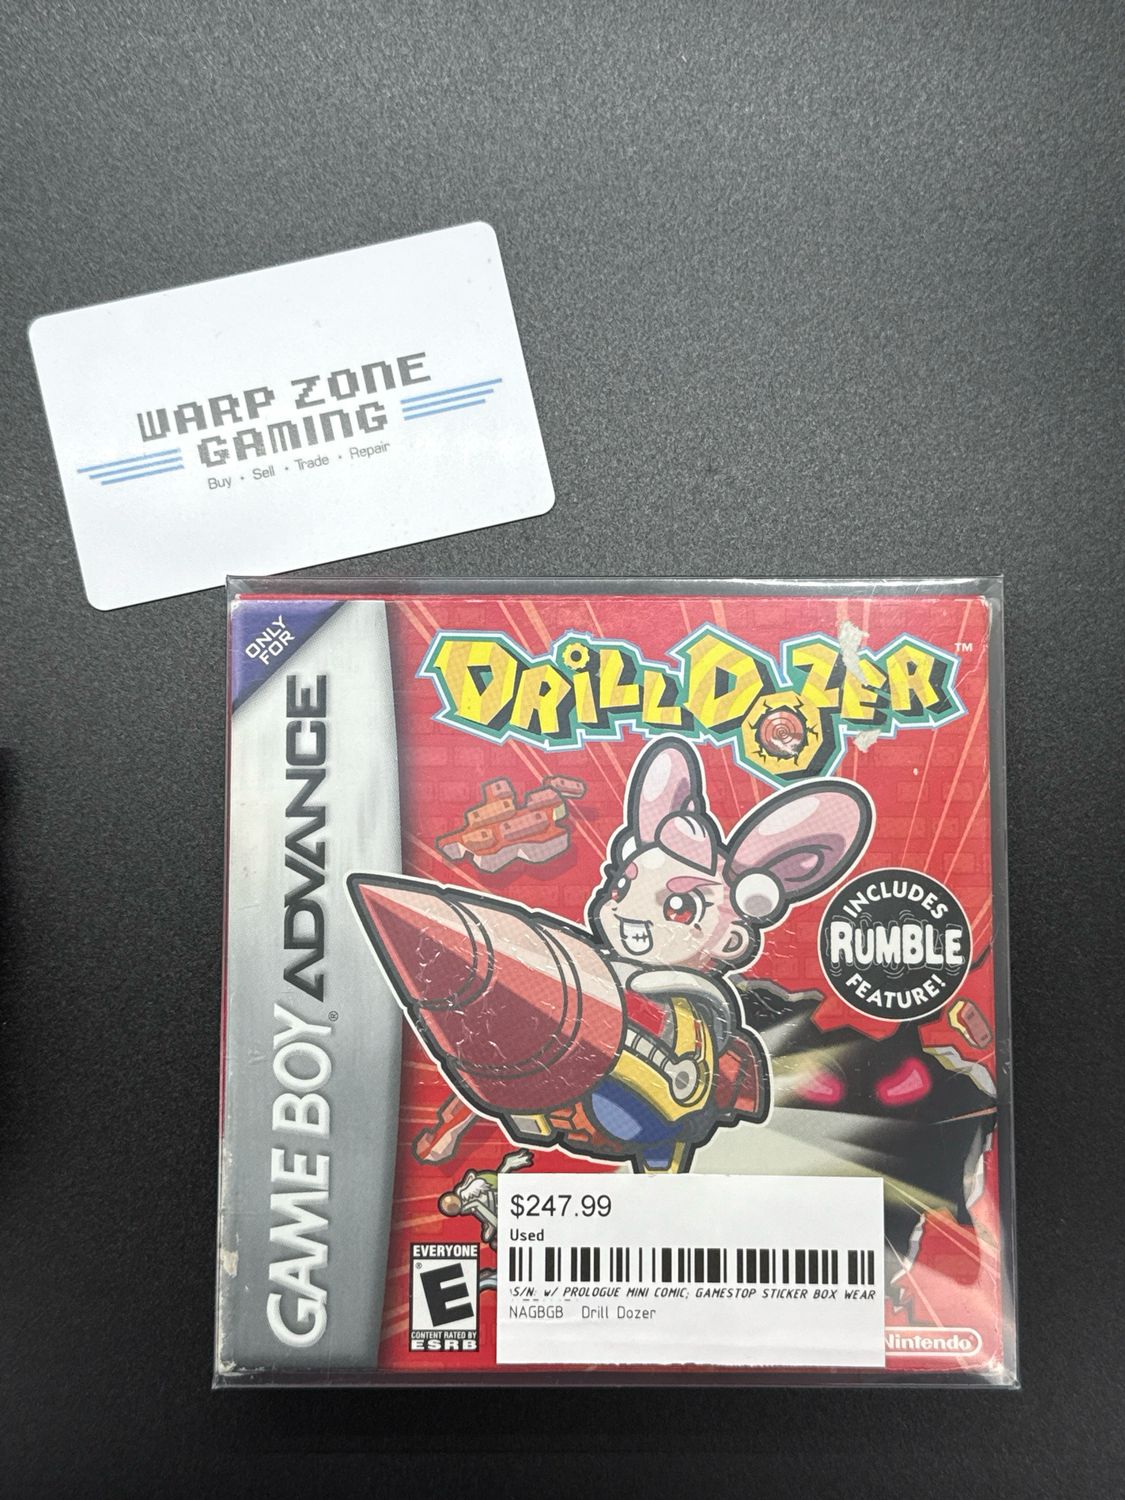 WARP ZONE
GAMING
Buy • Sell • Trade • Repair
ONLY
FOR
GAME BOY ADVANCE
®
DRILL DOZER
™
INCLUDES
RUMBLE
FEATURE!
EVERYONE
®
E
CONTENT RATED BY
ESRB
$247.99
Used
S/N: W/ PROLOGUE MINI COMIC; GAMESTOP STICKER BOX WEAR
NAGBGB Drill Dozer
Nintendo®